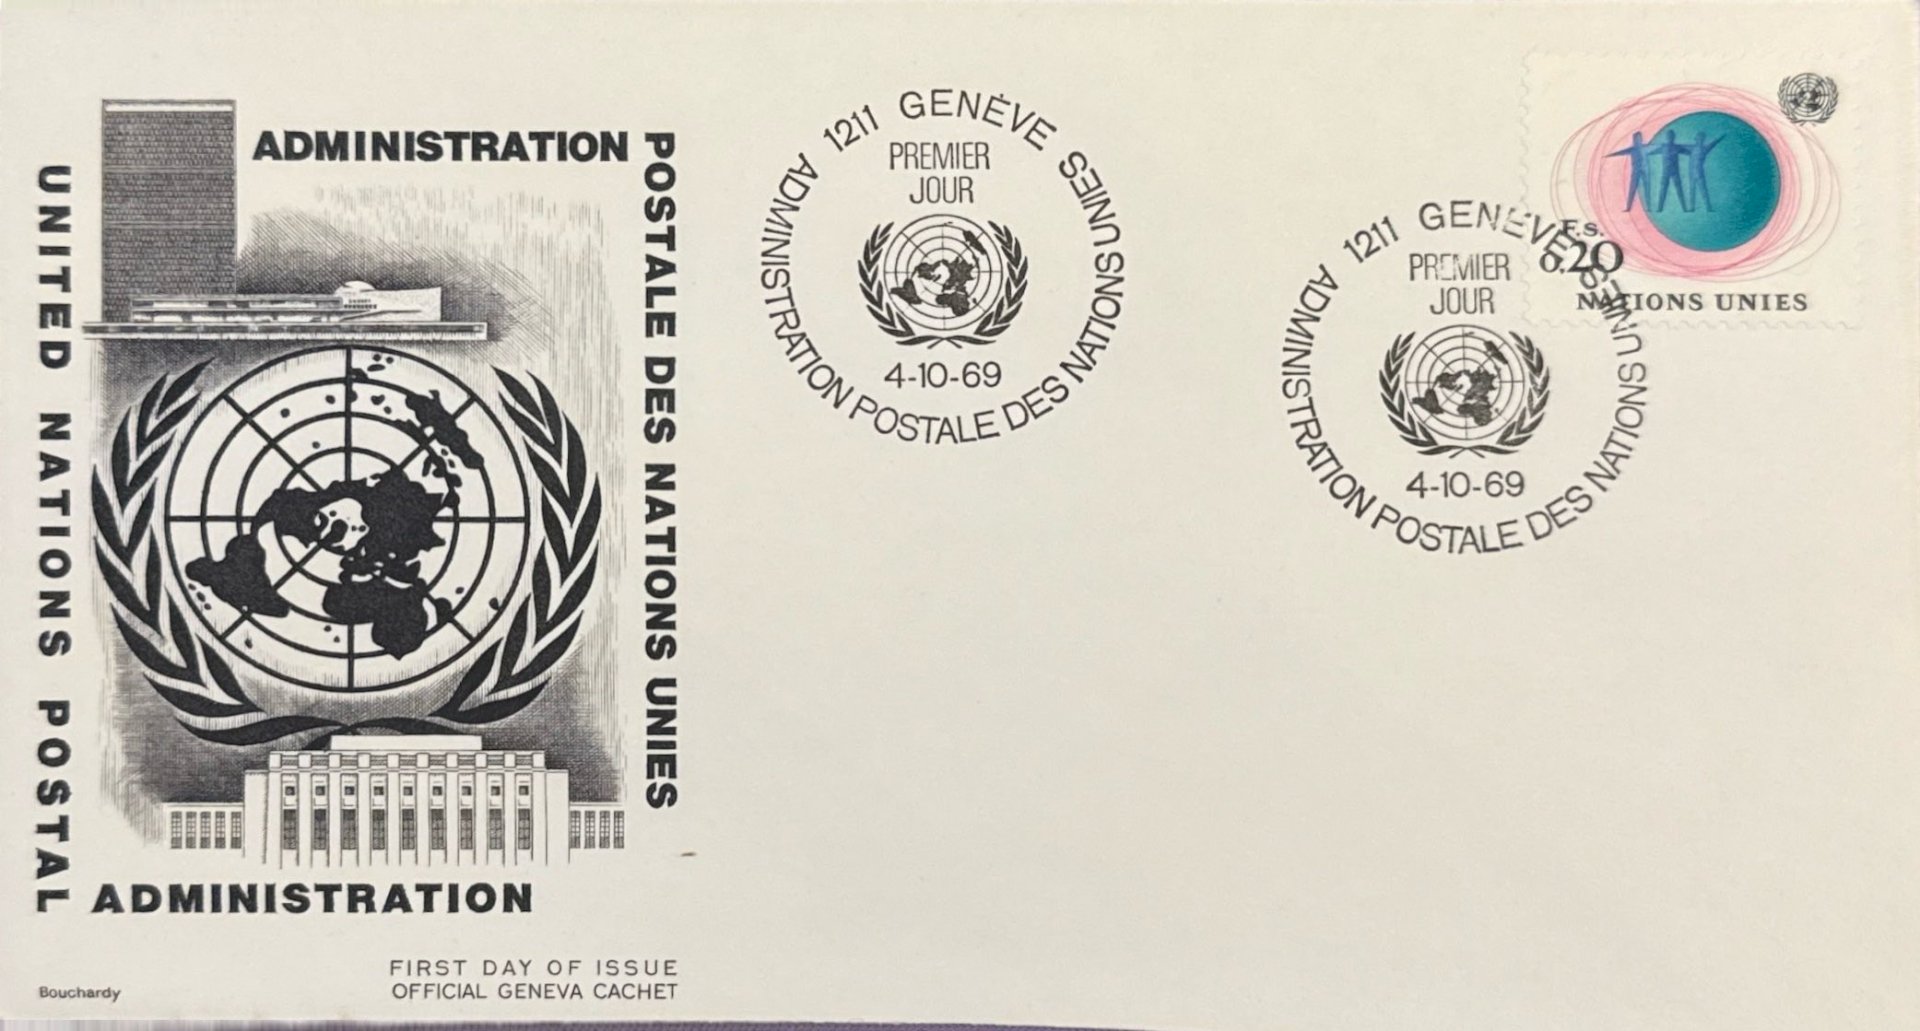 ADMINISTRATION
POSTALE DES NATIONS UNIES
UNITED NATIONS POSTAL
ADMINISTRATION
FIRST DAY OF ISSUE
OFFICIAL GENEVA CACHET
Bouchardy
1211 GENÈVE
ADMINISTRATION POSTALE DES NATIONS UNIES
PREMIER
JOUR
4-10-69
1211 GENÈVE
ADMINISTRATION POSTALE DES NATIONS UNIES
PREMIER
JOUR
4-10-69
F.S.
0.20
NATIONS UNIES